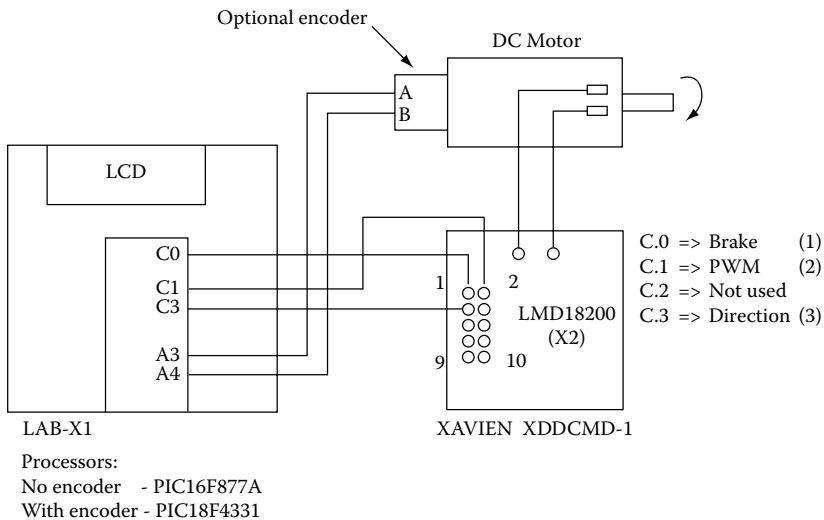 Optional encoder
DC Motor
A
B
LCD
C0
C1
C3
A3
A4
1
2
LMD18200
(X2)
9
10
C.0 => Brake (1)
C.1 => PWM (2)
C.2 => Not used
C.3 => Direction (3)
LAB-X1
XAVIEN XDDCMD-1
Processors:
No encoder - PIC16F877A
With encoder - PIC18F4331